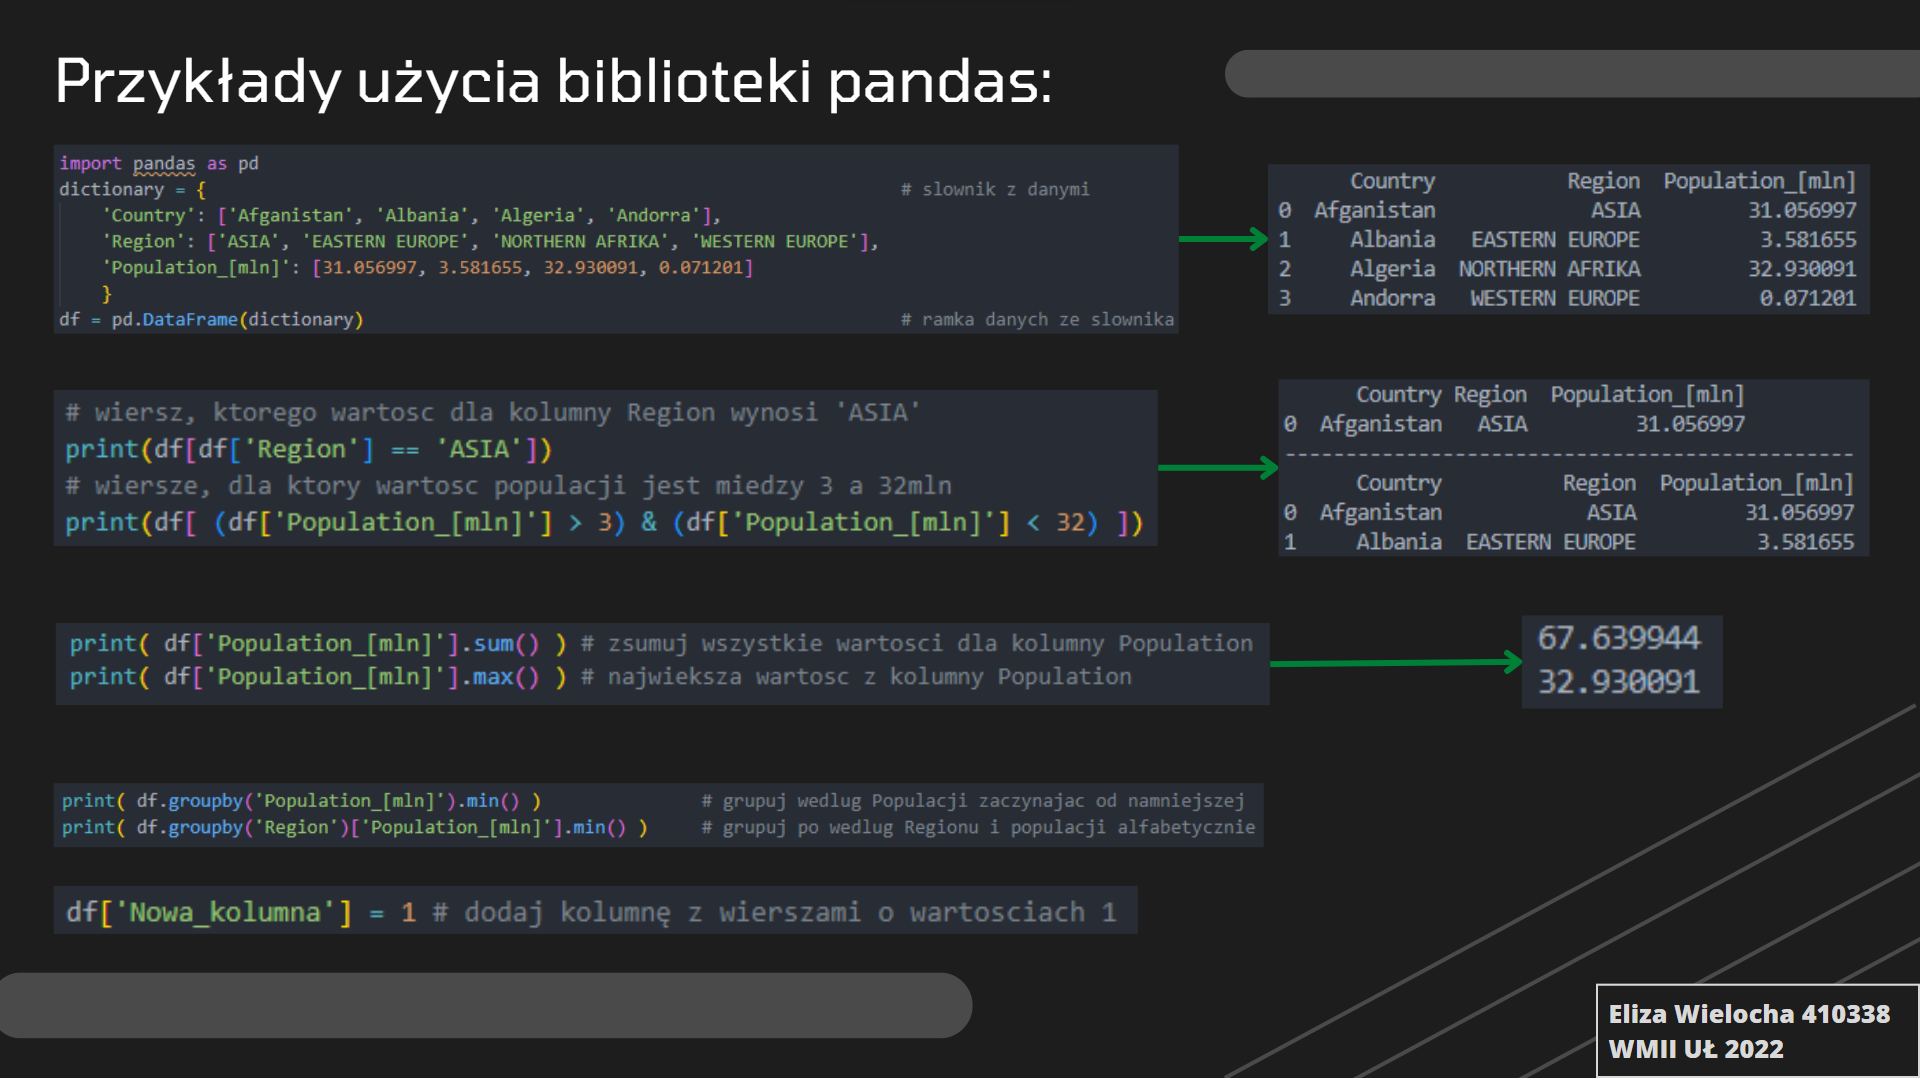 Przykłady użycia biblioteki pandas:
import pandas as pd
dictionary = { # slownik z danymi
'Country': ['Afganistan', 'Albania', 'Algeria', 'Andorra'],
'Region': ['ASIA', 'EASTERN EUROPE', 'NORTHERN AFRIKA', 'WESTERN EUROPE'],
'Population_[mln]': [31.056997, 3.581655, 32.930091, 0.071201]
}
df = pd.DataFrame(dictionary) # ramka danych ze slownika
Country Region Population_[mln]
0 Afganistan ASIA 31.056997
1 Albania EASTERN EUROPE 3.581655
2 Algeria NORTHERN AFRIKA 32.930091
3 Andorra WESTERN EUROPE 0.071201
# wiersz, ktorego wartosc dla kolumny Region wynosi 'ASIA'
print(df[df['Region'] == 'ASIA'])
# wiersze, dla ktory wartosc populacji jest miedzy 3 a 32mln
print(df[ (df['Population_[mln]'] > 3) & (df['Population_[mln]'] < 32) ])
Country Region Population_[mln]
0 Afganistan ASIA 31.056997
-----------------------------------------------
Country Region Population_[mln]
0 Afganistan ASIA 31.056997
1 Albania EASTERN EUROPE 3.581655
print( df['Population_[mln]'].sum() ) # zsumuj wszystkie wartosci dla kolumny Population
print( df['Population_[mln]'].max() ) # najwieksza wartosc z kolumny Population
67.639944
32.930091
print( df.groupby('Population_[mln]').min() ) # grupuj wedlug Populacji zaczynajac od namniejszej
print( df.groupby('Region')['Population_[mln]'].min() ) # grupuj po wedlug Regionu i populacji alfabetycznie
df['Nowa_kolumna'] = 1 # dodaj kolumnę z wierszami o wartosciach 1
Eliza Wielocha 410338
WMII UŁ 2022